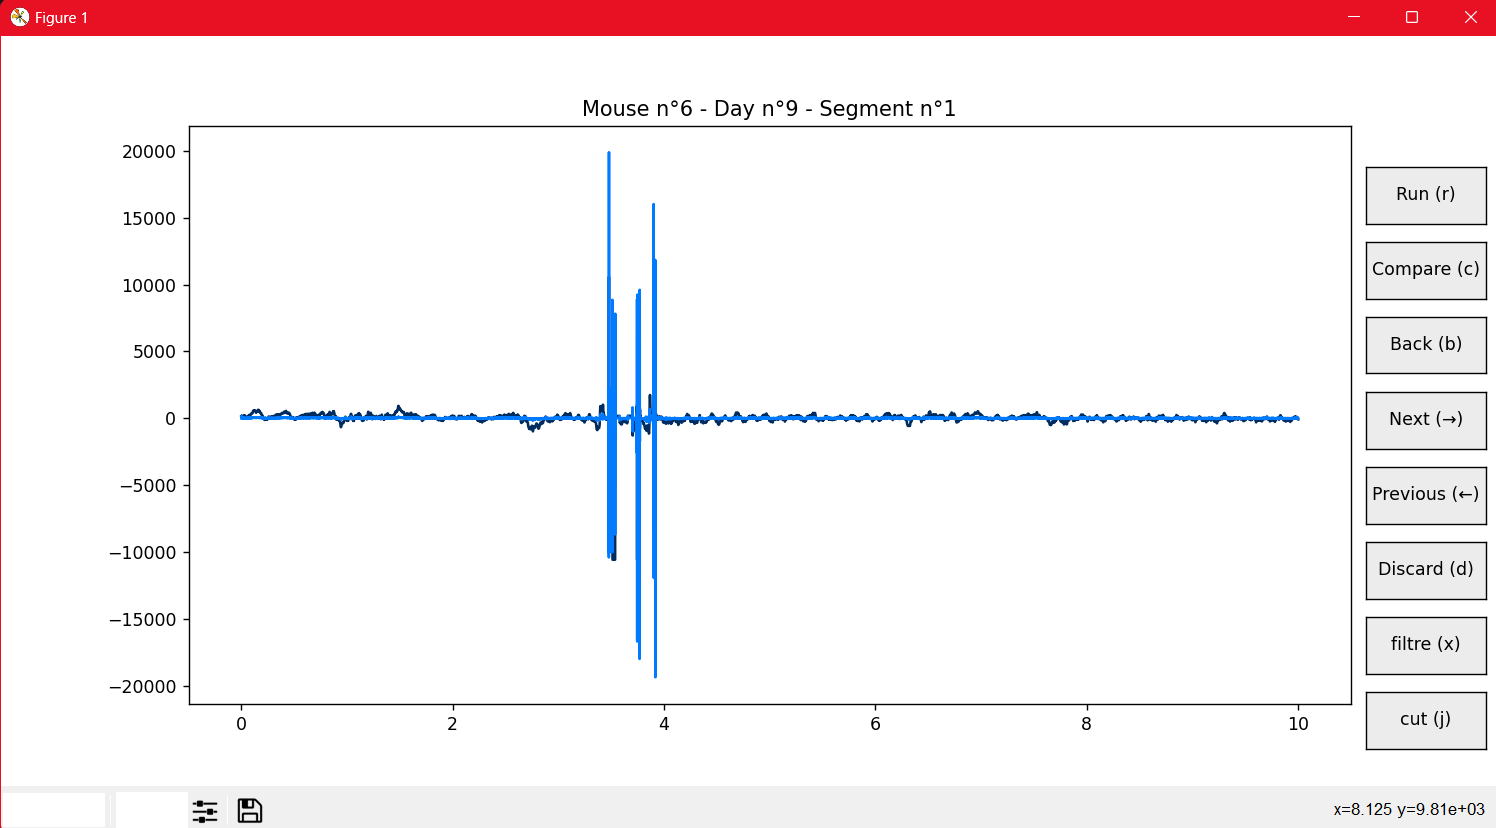 Figure 1
Mouse n°6 - Day n°9 - Segment n°1
20000
15000
10000
5000
0
−5000
−10000
−15000
−20000
0 2 4 6 8 10
Run (r)
Compare (c)
Back (b)
Next (→)
Previous (←)
Discard (d)
filtre (x)
cut (j)
x=8.125 y=9.81e+03